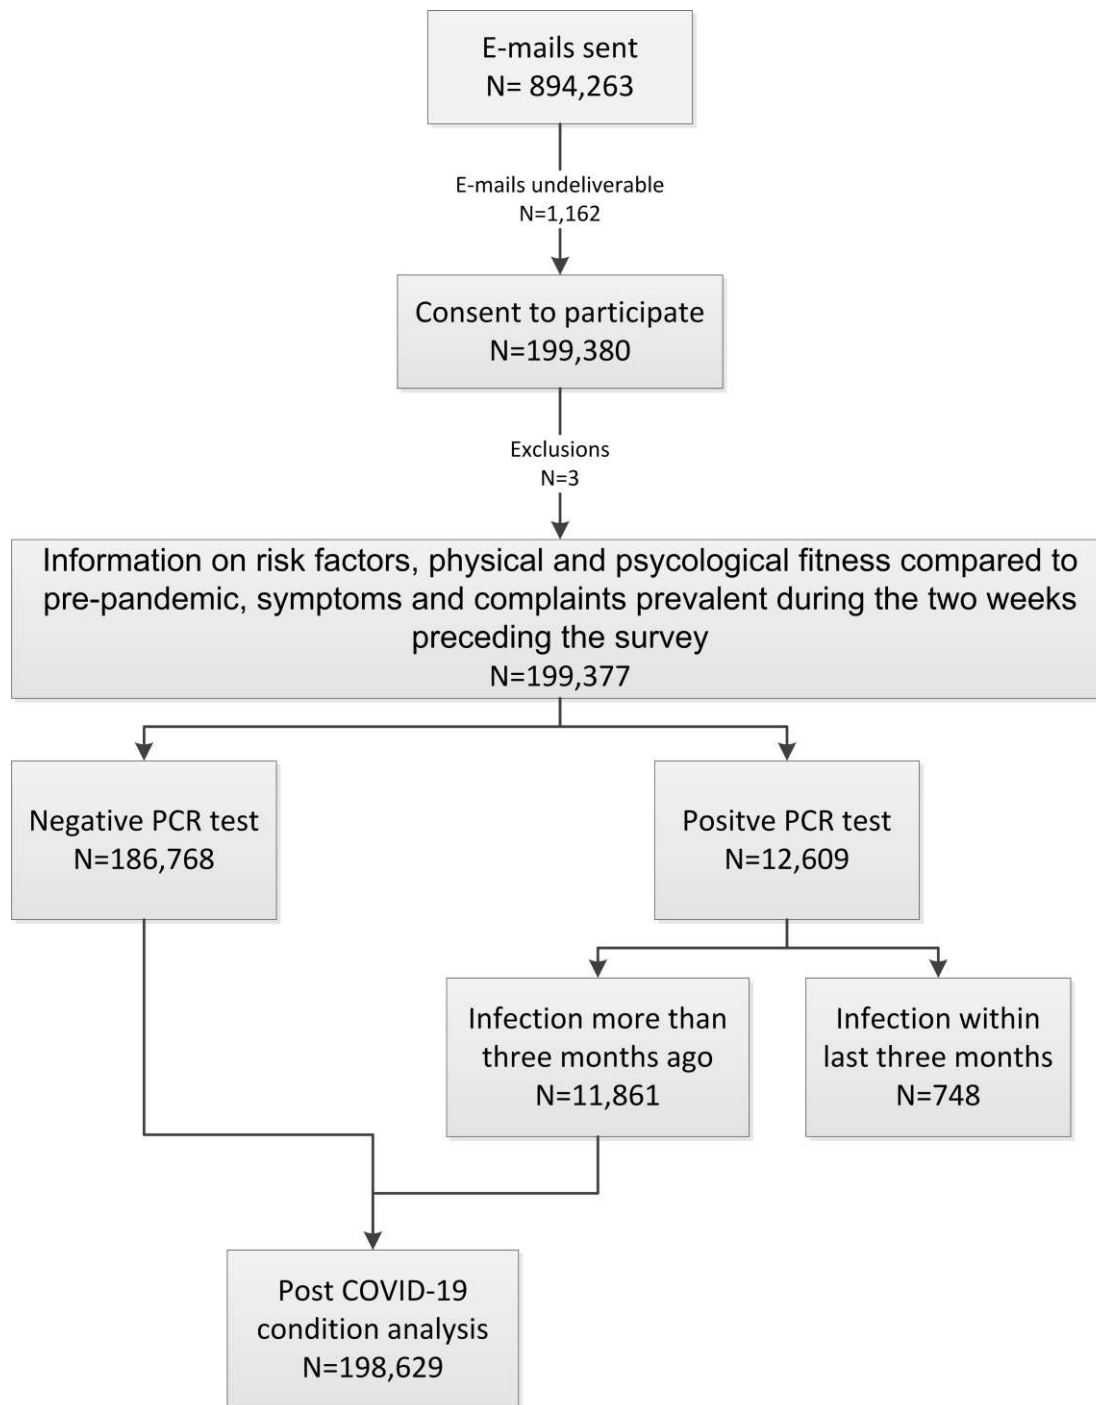 E-mails sent
N= 894,263
E-mails undeliverable
N=1,162
Consent to participate
N=199,380
Exclusions
N=3
Information on risk factors, physical and psycological fitness compared to
pre-pandemic, symptoms and complaints prevalent during the two weeks
preceding the survey
N=199,377
Negative PCR test
N=186,768
Positve PCR test
N=12,609
Infection more than
three months ago
N=11,861
Infection within
last three months
N=748
Post COVID-19
condition analysis
N=198,629